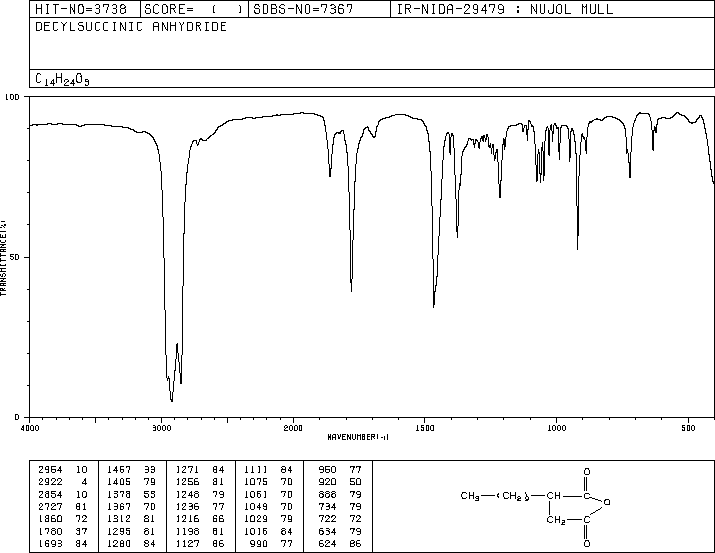 HIT-NO=3738 SCORE= ( ) SDBS-NO=7367 IR-NIDA-29479 : NUJOL MULL
DECYLSUCCINIC ANHYDRIDE
C14H24O3
100
50
0
TRANSMITTANCE(%)
4000 3000 2000 1500 1000 500
WAVENUMBER(-1)
2964 10 1467 33 1271 84 1111 84 960 77
2922 4 1405 79 1256 81 1075 70 920 50
2854 10 1378 55 1248 79 1061 70 888 79
2727 81 1367 70 1236 77 1049 70 734 79
1860 72 1312 81 1216 66 1029 79 722 72
1780 37 1295 81 1198 81 1016 84 634 79
1693 84 1280 84 1127 86 990 77 624 86
O
CH3 (CH2)9 O
CH2
O